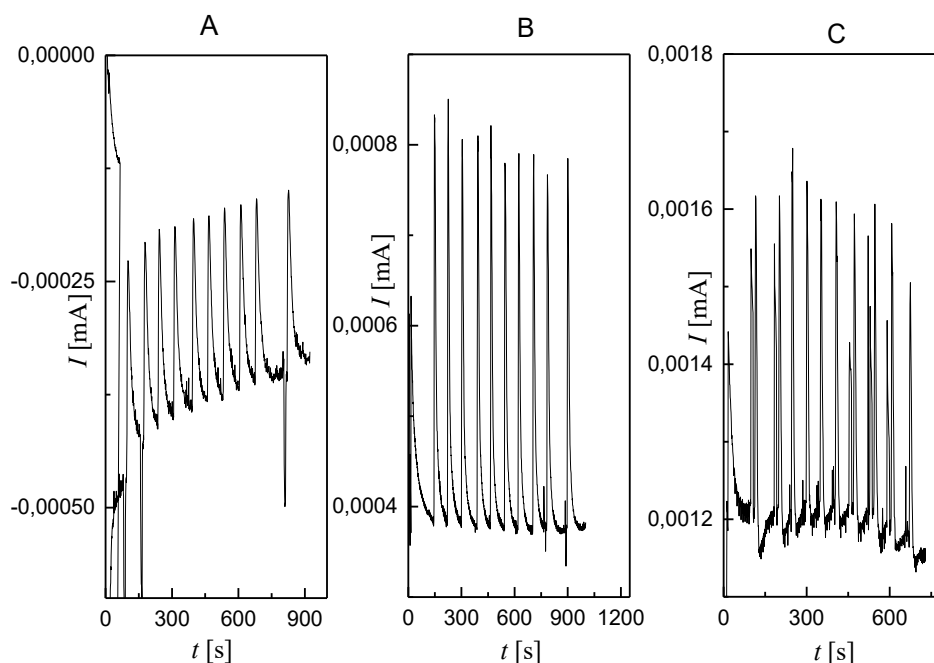 A
0,00000
-0,00025
-0,00050
I [mA]
0 300 600 900
t [s]
B
0,0008
0,0006
0,0004
I [mA]
0 300 600 900 1200
t [s]
C
0,0018
0,0016
0,0014
0,0012
I [mA]
0 300 600
t [s]